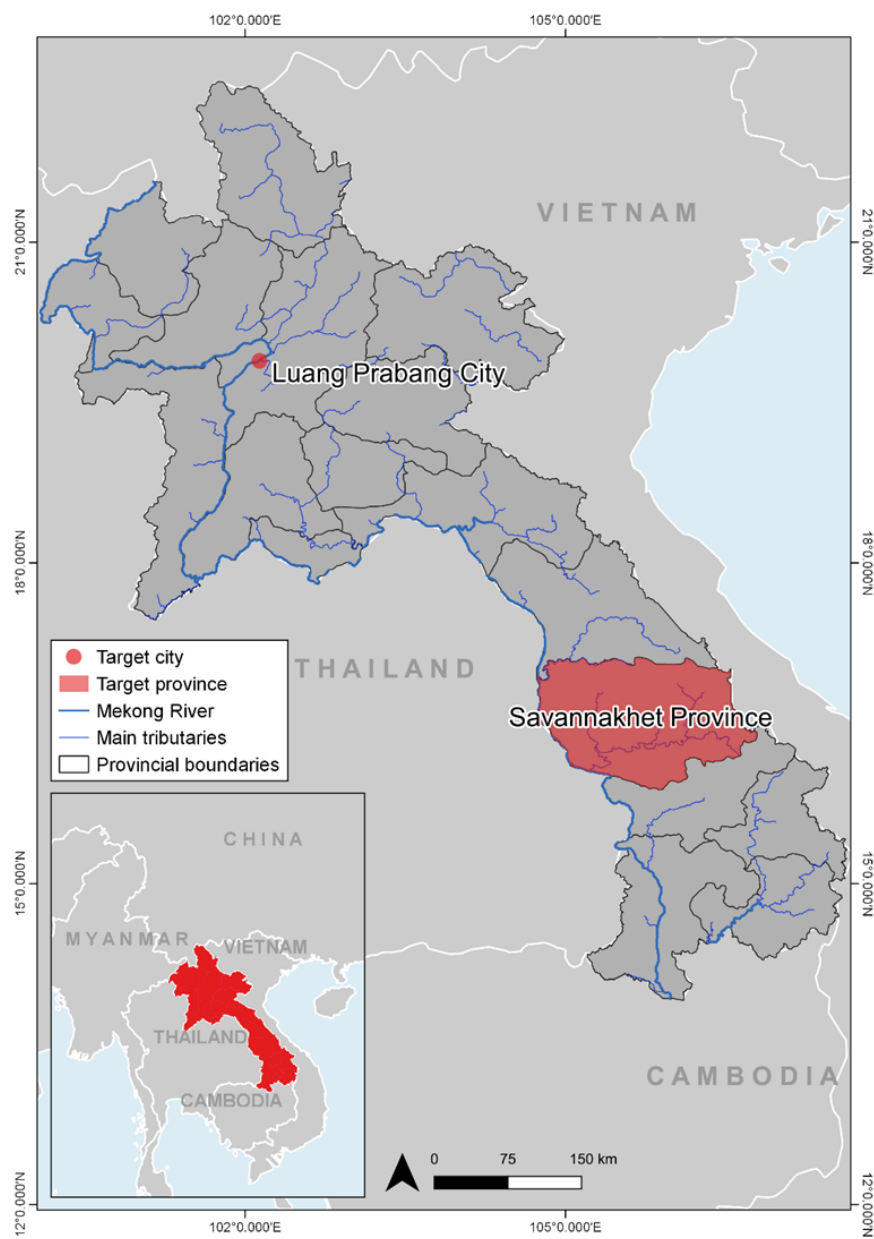 102°0.000'E
105°0.000'E
VIETNAM
21°0.000'N
21°0.000'N
Luang Prabang City
18°0.000'N
18°0.000'N
THAILAND
Target city
Target province
Mekong River
Main tributaries
Provincial boundaries
Savannakhet Province
15°0.000'N
15°0.000'N
CHINA
MYANMAR
VIETNAM
THAILAND
CAMBODIA
CAMBODIA
0 75 150 km
12°0.000'N
12°0.000'N
102°0.000'E
105°0.000'E